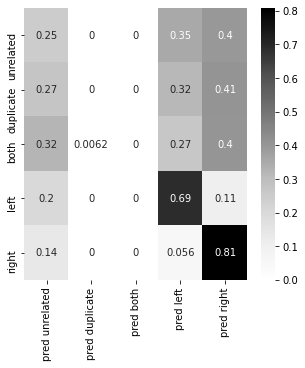 unrelated 0.25 0 0 0.35 0.4
duplicate 0.27 0 0 0.32 0.41
both 0.32 0.0062 0 0.27 0.4
left 0.2 0 0 0.69 0.11
right 0.14 0 0 0.056 0.81
pred unrelated
pred duplicate
pred both
pred left
pred right
0.8
0.7
0.6
0.5
0.4
0.3
0.2
0.1
0.0